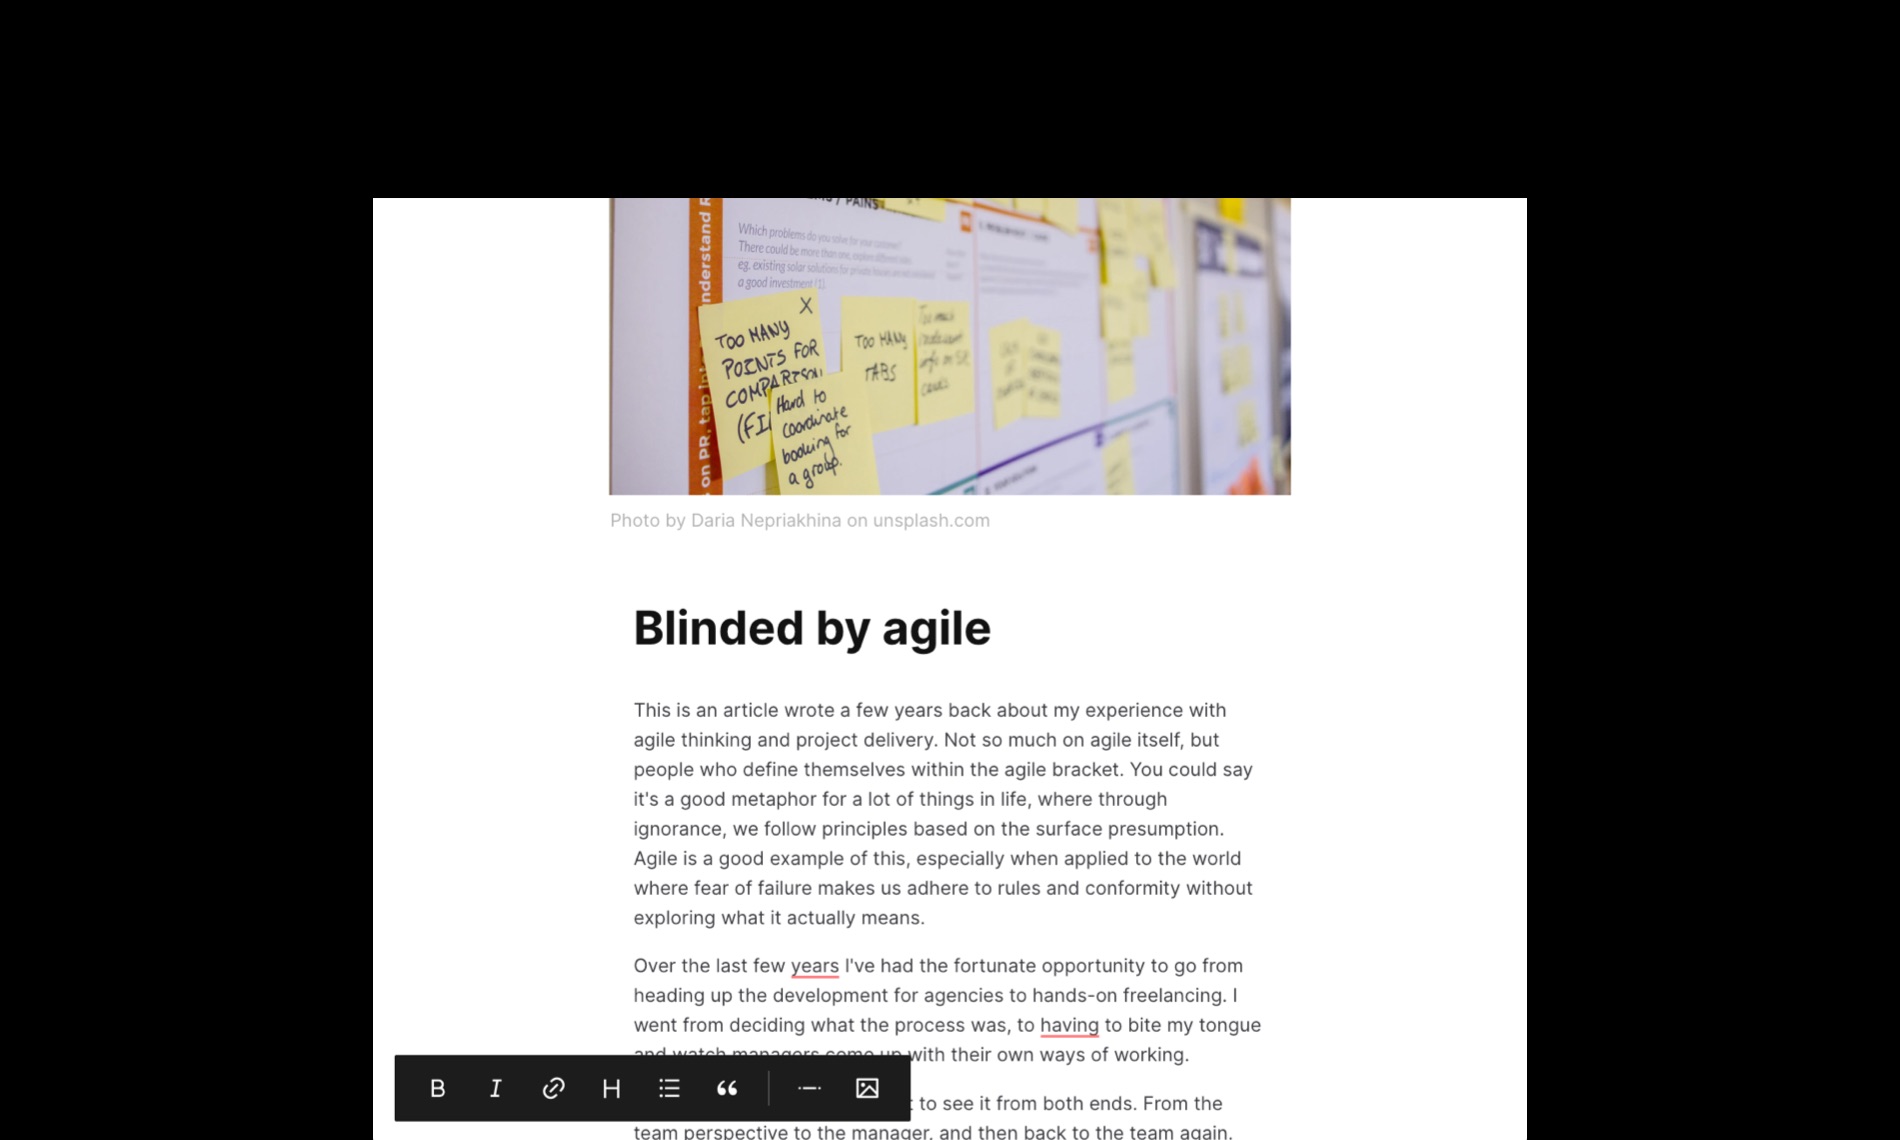 / PAINS
Which problems do you solve for your customer?
There could be more than one, explore different ones.
eg. existing solar solutions for private houses are not considered
a good investment (1).
on PR, tap into
nderstand R
X
TOO MANY
POINTS FOR
COMPARISON
(FI
Hard to
coordinate
booking for
a group.
TOO MANY
TABS
Too much
irrelevant
info on
cards
Photo by Daria Nepriakhina on unsplash.com
Blinded by agile
This is an article wrote a few years back about my experience with
agile thinking and project delivery. Not so much on agile itself, but
people who define themselves within the agile bracket. You could say
it's a good metaphor for a lot of things in life, where through
ignorance, we follow principles based on the surface presumption.
Agile is a good example of this, especially when applied to the world
where fear of failure makes us adhere to rules and conformity without
exploring what it actually means.
Over the last few years I've had the fortunate opportunity to go from
heading up the development for agencies to hands-on freelancing. I
went from deciding what the process was, to having to bite my tongue
and watch managers come up with their own ways of working.
to see it from both ends. From the
team perspective to the manager, and then back to the team again.
B I H